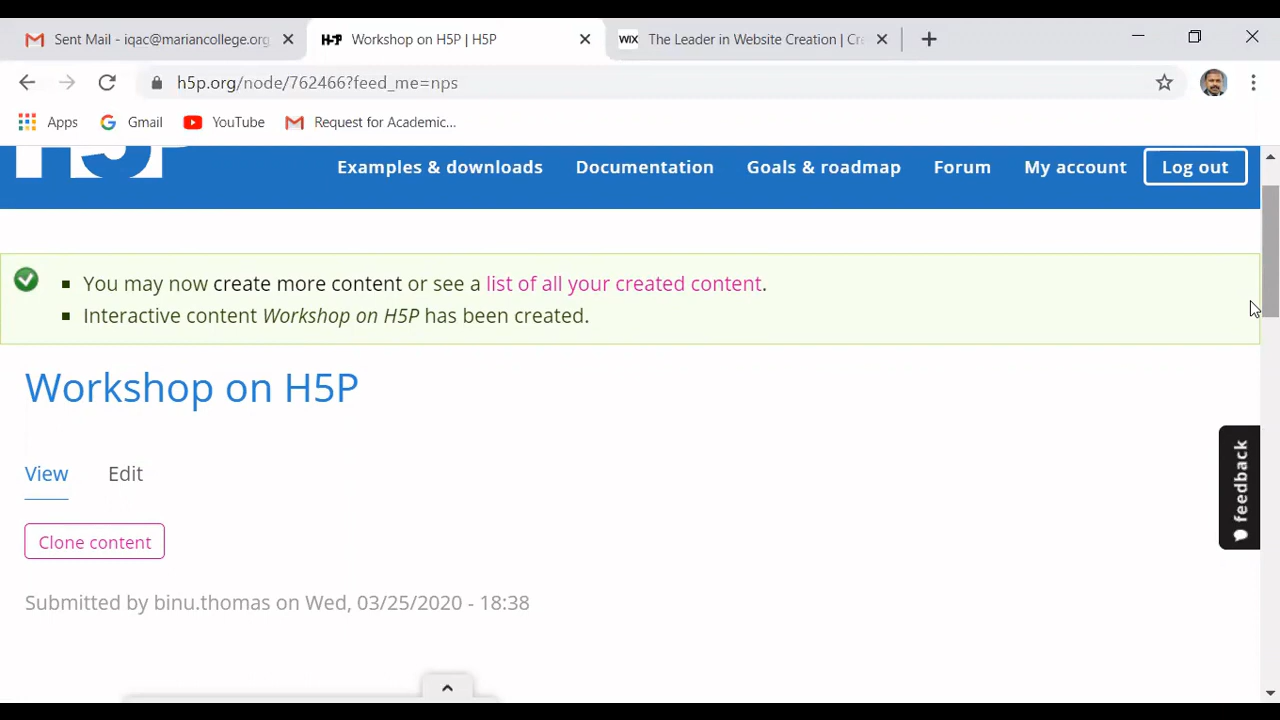 Sent Mail - iqac@mariancollege.org
H-P Workshop on H5P | H5P
WiX The Leader in Website Creation | Cr
h5p.org/node/762466?feed_me=nps
Apps
Gmail
YouTube
Request for Academic...
H5P
Examples & downloads
Documentation
Goals & roadmap
Forum
My account
Log out
You may now create more content or see a list of all your created content.
Interactive content Workshop on H5P has been created.
Workshop on H5P
View
Edit
feedback
Clone content
Submitted by binu.thomas on Wed, 03/25/2020 - 18:38